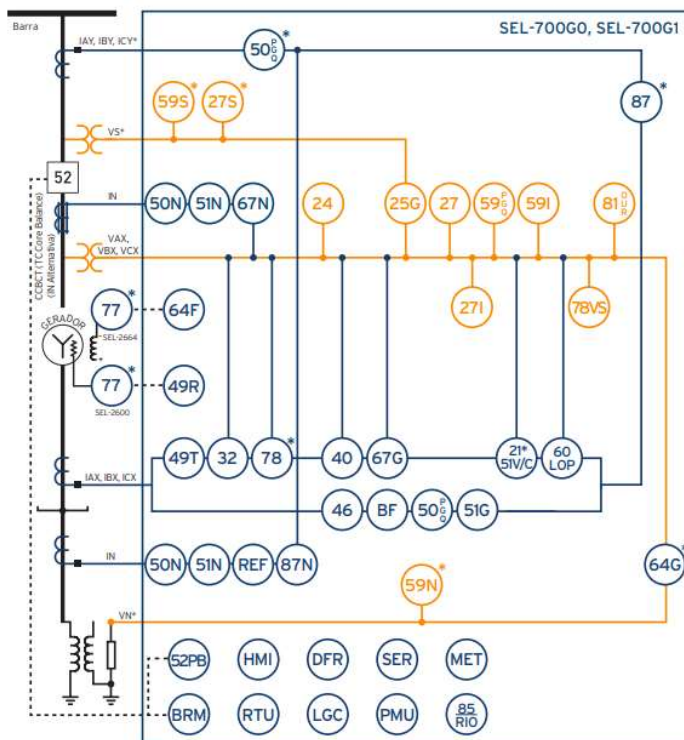 Barra
IAY, IBY, ICY*
50 P G Q *
SEL-700G0, SEL-700G1
59S *
27S *
87 *
VS*
52
IN
50N
51N
67N
24
25G
27
59 P G Q
59I
81 O U R
VAX,
VBX, VCX
CCBCT (TC Core Balance)
(IN Alternativa)
27I
78VS
77 *
64F
SEL-2664
GERADOR
77 *
49R
SEL-2600
49T
32
78 *
40
67G
21*
51V/C
60
LOP
IAX, IBX, ICX
46
BF
50 P G Q
51G
IN
50N
51N
REF
87N
59N *
64G *
VN*
52PB
HMI
DFR
SER
MET
BRM
RTU
LGC
PMU
85
RIO